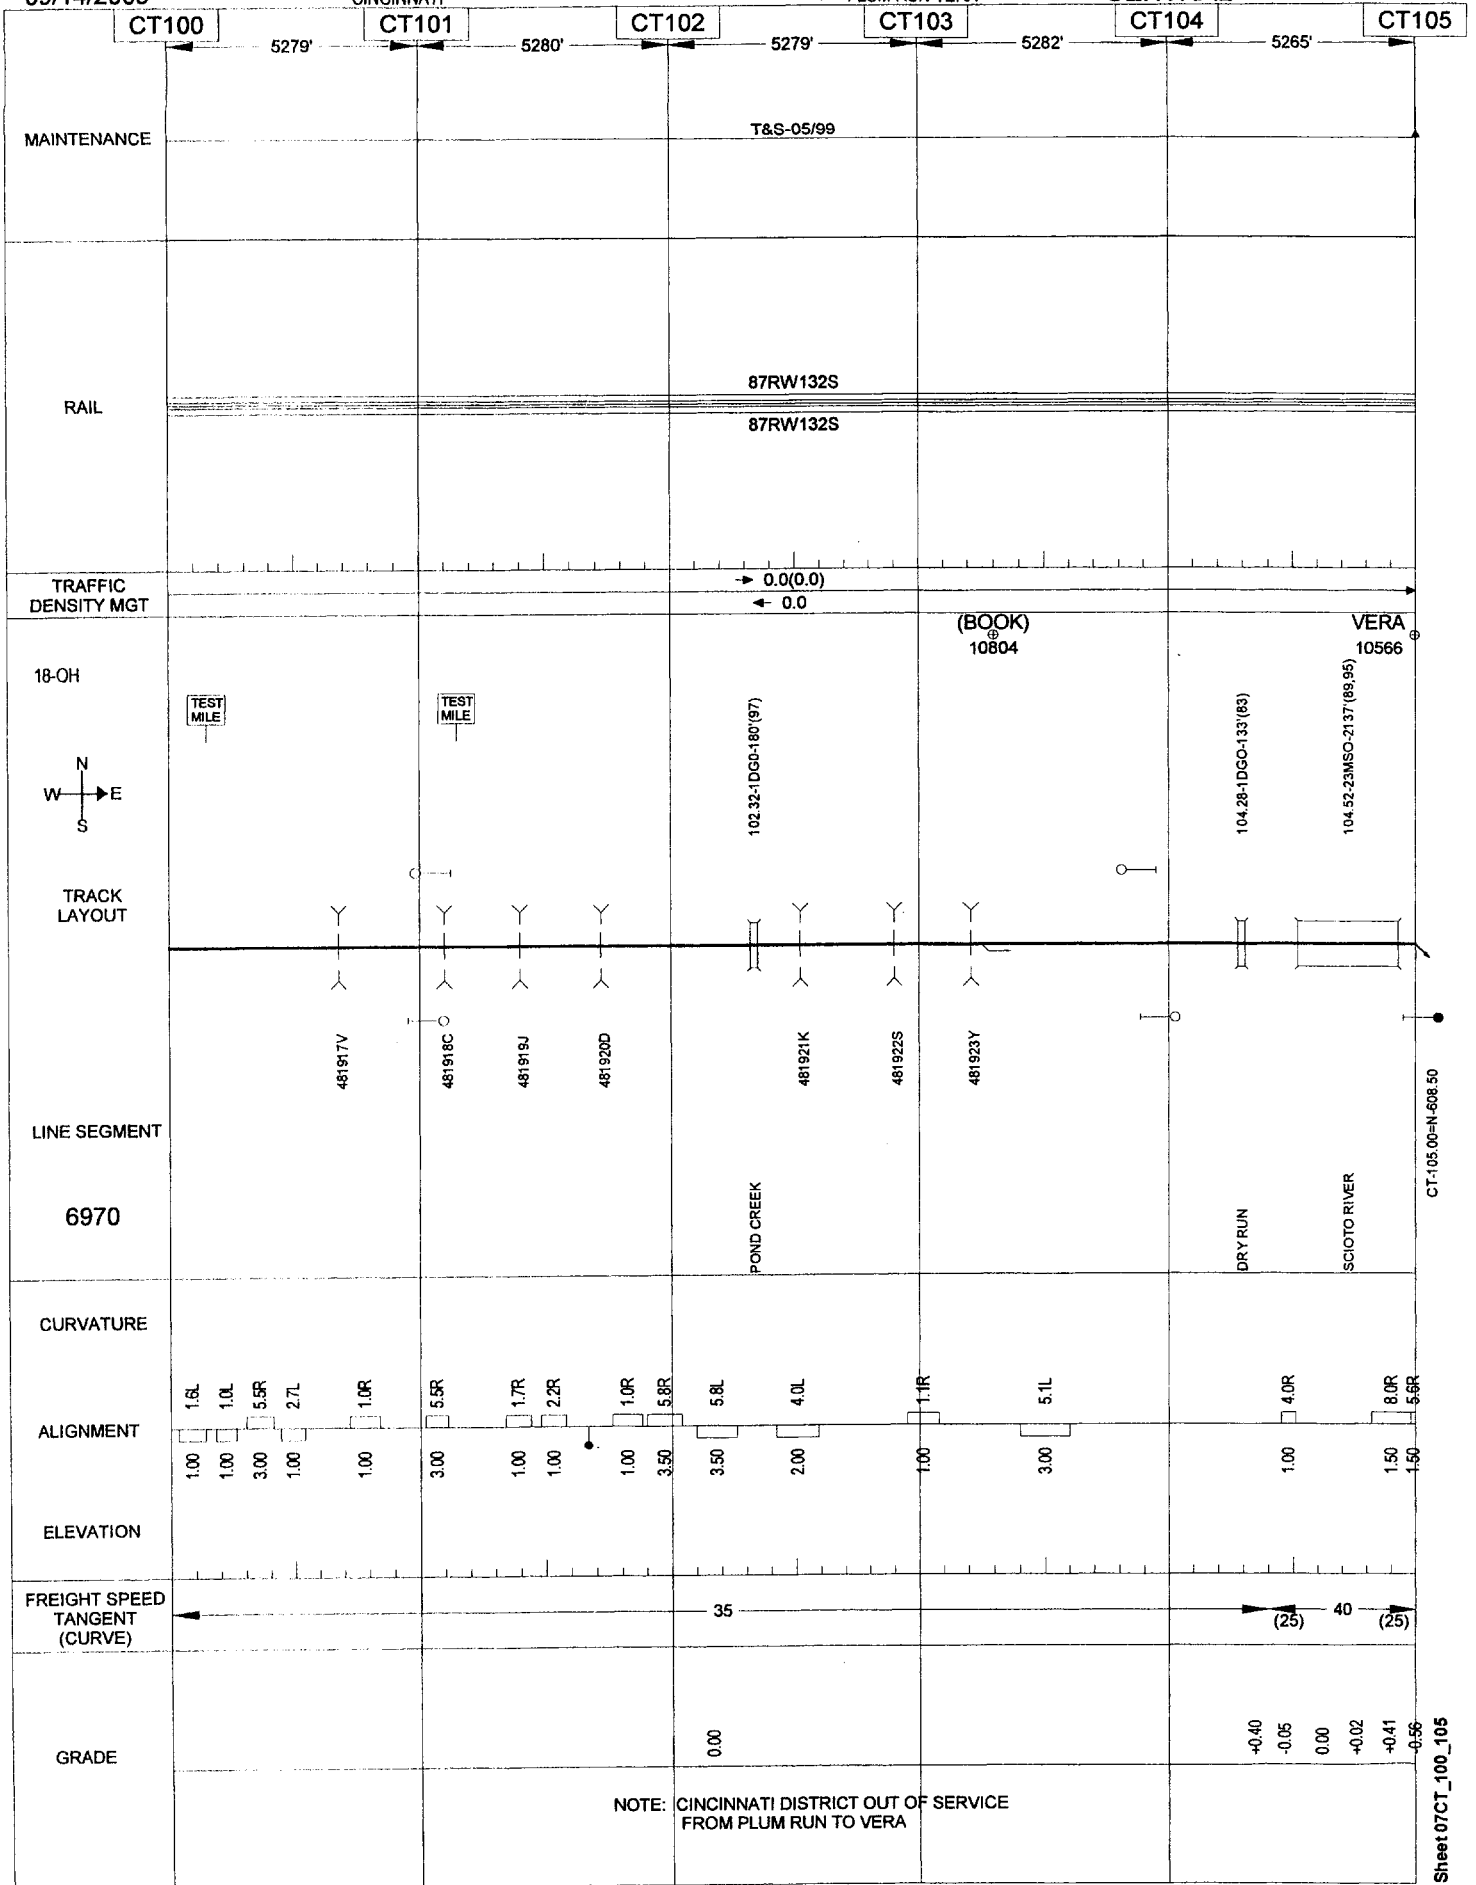 CINCINNATI
CT100 CT101 CT102 CT103 CT104 CT105
5279' 5280' 5279' 5282' 5265'
MAINTENANCE
T&S-05/99
RAIL
87RW132S
87RW132S
TRAFFIC
DENSITY MGT
0.0(0.0)
0.0
(BOOK)
10804
VERA
10566
18-OH
TEST
MILE
TEST
MILE
N
W E
S
102.32-1DG0-180'(97)
104.28-1DGO-133'(83)
104.52-23MSO-2137'(89,95)
TRACK
LAYOUT
481917V
481918C
481919J
481920D
481921K
481922S
481923Y
CT-105.00=N-608.50
LINE SEGMENT
6970
POND CREEK
DRY RUN
SCIOTO RIVER
CURVATURE
1.6L 1.0L 5.5R 2.7L 1.0R 5.5R 1.7R 2.2R 1.0R 5.8R 5.8L 4.0L 1.1R 5.1L 4.0R 8.0R 5.6R
ALIGNMENT
1.00 1.00 3.00 1.00 1.00 3.00 1.00 1.00 1.00 3.50 3.50 2.00 1.00 3.00 1.00 1.50 1.50
ELEVATION
FREIGHT SPEED
TANGENT
(CURVE)
35 (25) 40 (25)
GRADE
0.00 +0.40 -0.05 0.00 +0.02 +0.41 -0.56
NOTE: CINCINNATI DISTRICT OUT OF SERVICE
FROM PLUM RUN TO VERA
Sheet 07CT_100_105